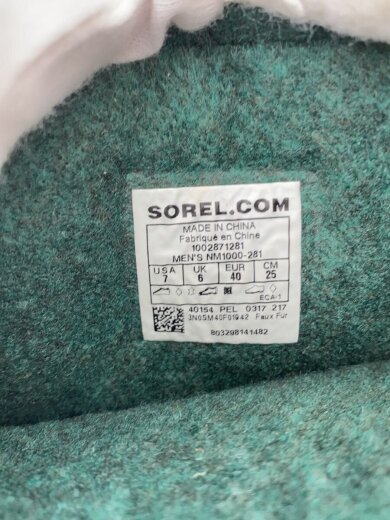 SOREL.COM
MADE IN CHINA
Fabriqué en Chine
1002871281
MEN'S NM1000-281
USA UK EUR CM
7 6 40 25
ECA-1
40154 PEL 0317 217
3N0SM40F01942 Faux Fur
803298141482